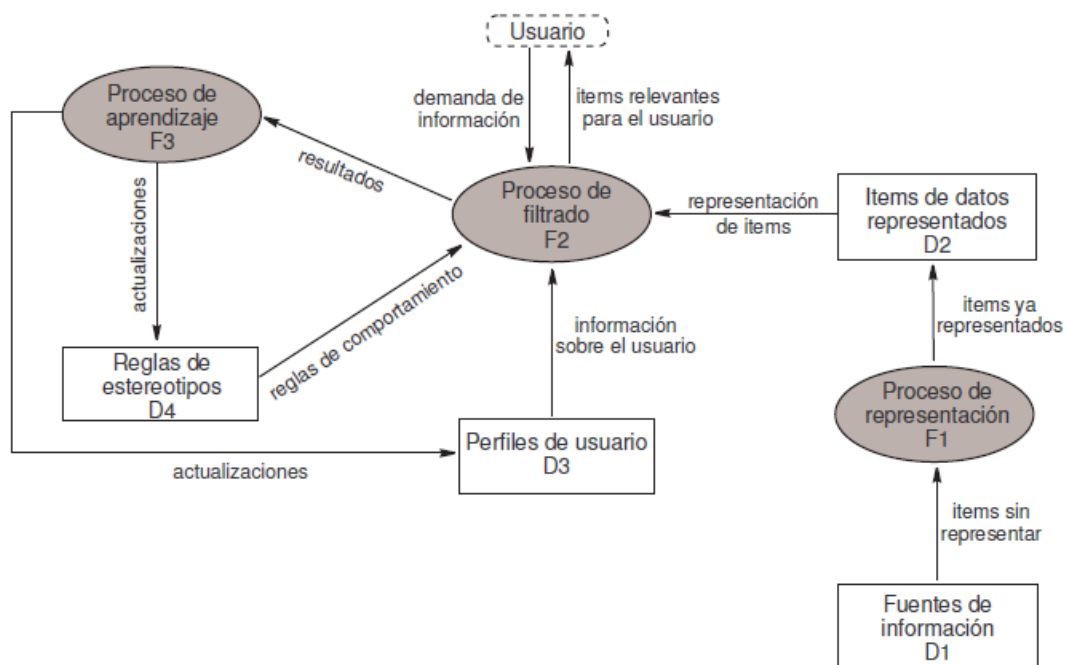 Usuario
Proceso de
aprendizaje
F3
demanda de
información
items relevantes
para el usuario
resultados
actualizaciones
Proceso de
filtrado
F2
representación
de items
Items de datos
representados
D2
items ya
representados
reglas de comportamiento
información
sobre el usuario
Reglas de
estereotipos
D4
Proceso de
representación
F1
Perfiles de usuario
D3
actualizaciones
items sin
representar
Fuentes de
información
D1